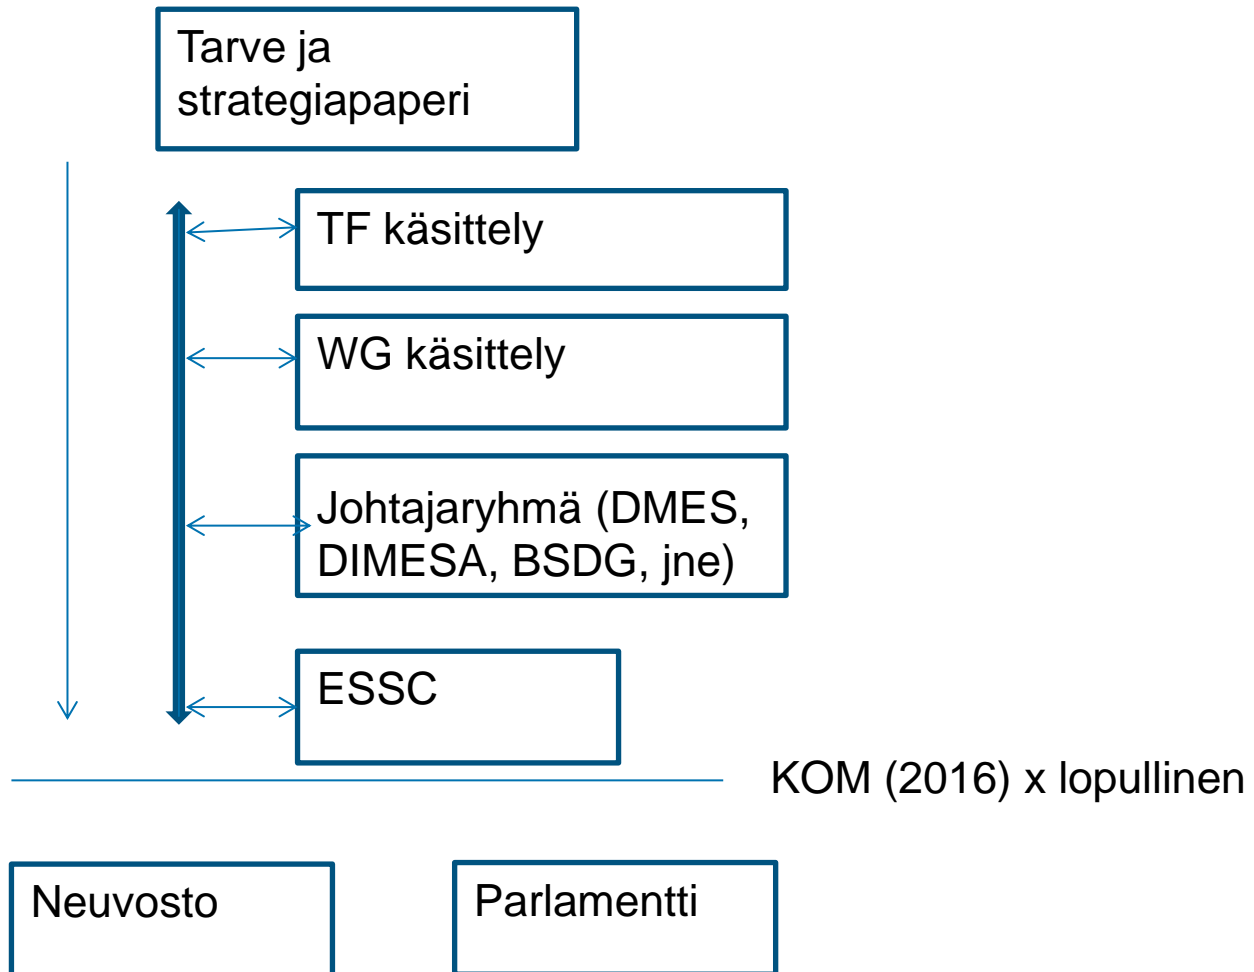 Tarve ja
strategiapaperi
TF käsittely
WG käsittely
Johtajaryhmä (DMES,
DIMESA, BSDG, jne)
ESSC
KOM (2016) x lopullinen
Neuvosto
Parlamentti